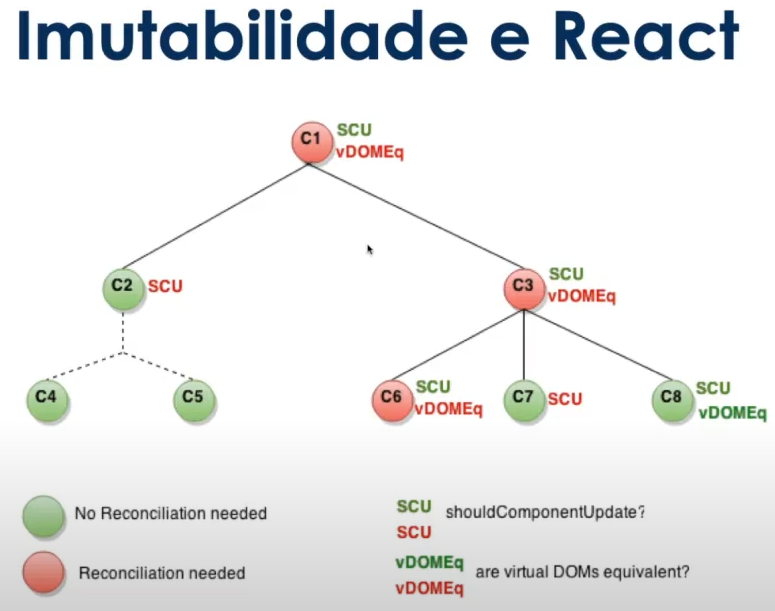 Imutabilidade e React
C1 SCU
vDOMEq
C2 SCU
C3 SCU
vDOMEq
C4
C5
C6 SCU
vDOMEq
C7 SCU
C8 SCU
vDOMEq
No Reconciliation needed
Reconciliation needed
SCU shouldComponentUpdate?
SCU
vDOMEq are virtual DOMs equivalent?
vDOMEq